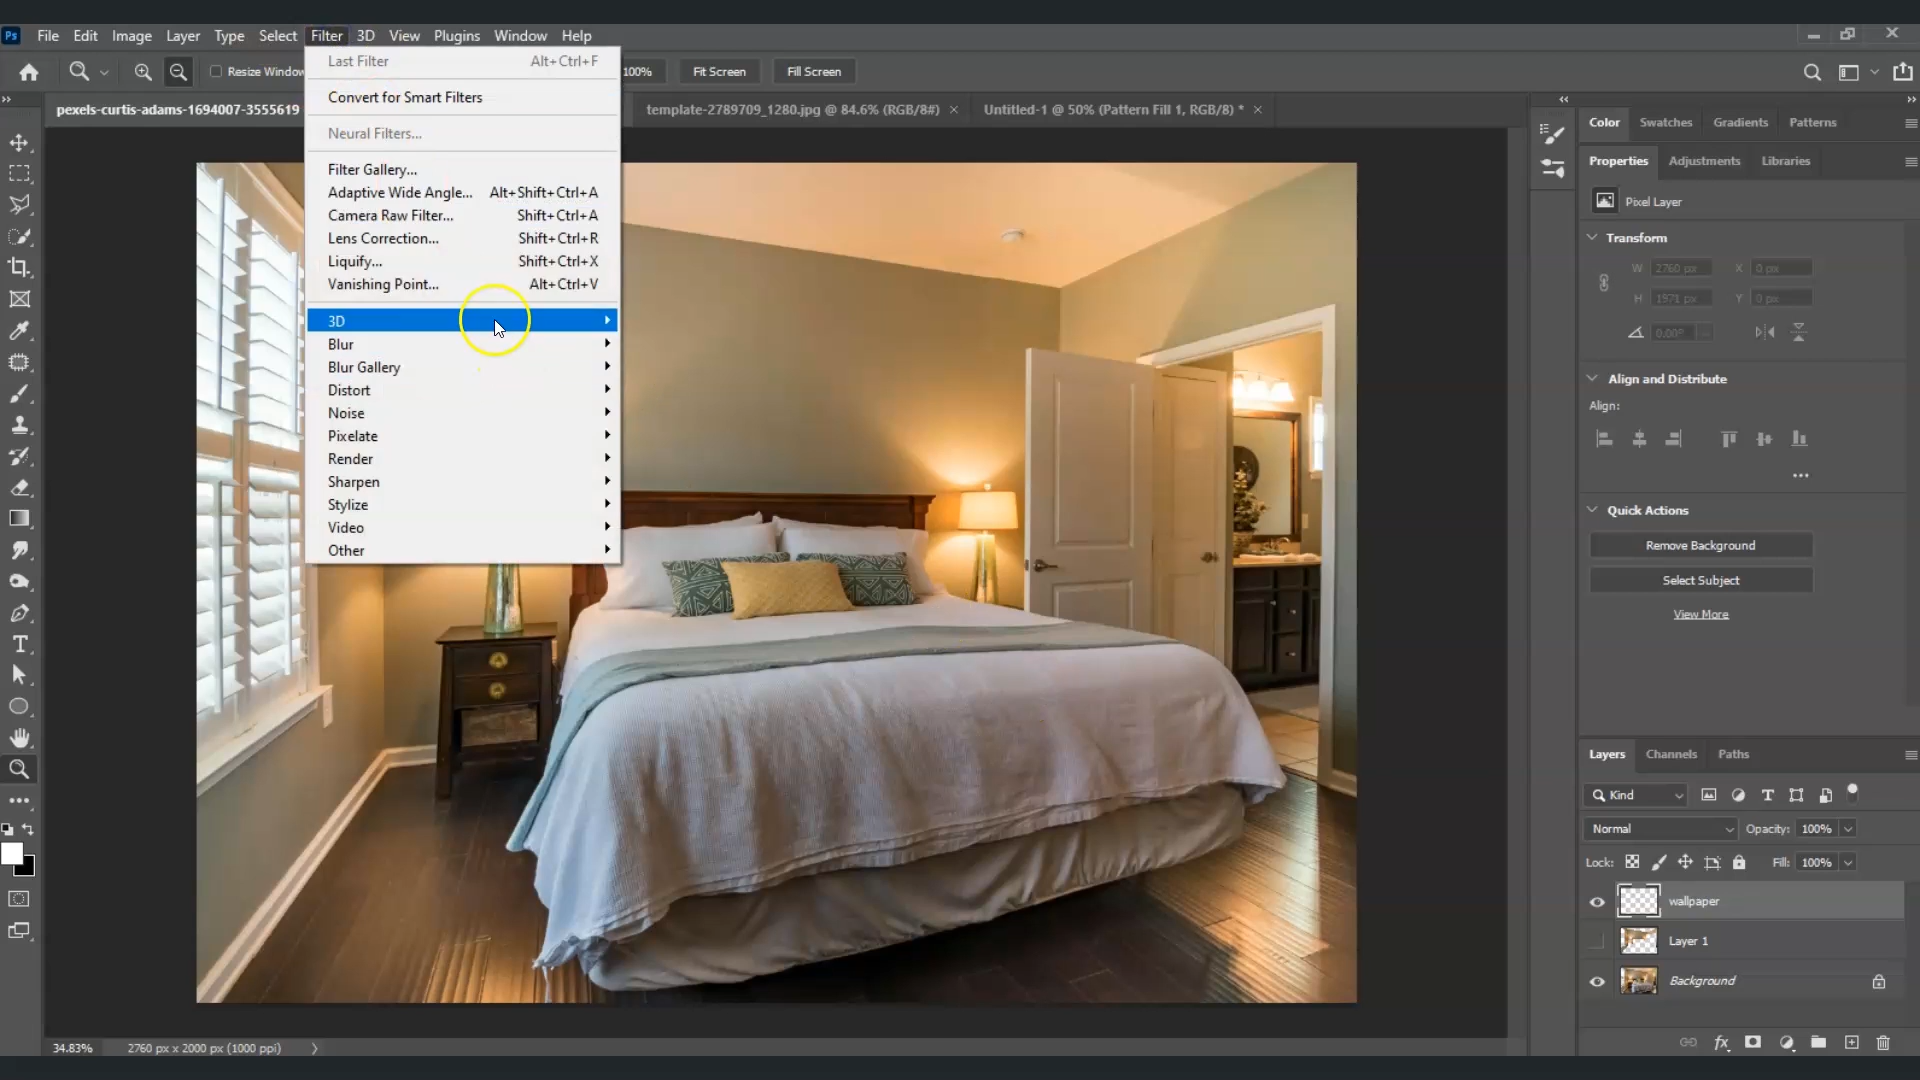 Ps File Edit Image Layer Type Select Filter 3D View Plugins Window Help
Resize Window 100% Fit Screen Fill Screen
pexels-curtis-adams-1694007-3555619 template-2789709_1280.jpg @ 84.6% (RGB/8#) × Untitled-1 @ 50% (Pattern Fill 1, RGB/8) * ×
Last Filter Alt+Ctrl+F
Convert for Smart Filters
Neural Filters...
Filter Gallery...
Adaptive Wide Angle... Alt+Shift+Ctrl+A
Camera Raw Filter... Shift+Ctrl+A
Lens Correction... Shift+Ctrl+R
Liquify... Shift+Ctrl+X
Vanishing Point... Alt+Ctrl+V
3D
Blur
Blur Gallery
Distort
Noise
Pixelate
Render
Sharpen
Stylize
Video
Other
Color Swatches Gradients Patterns
Properties Adjustments Libraries
Pixel Layer
Transform
W 2760 px X 0 px
H 1971 px Y 0 px
0.00°
Align and Distribute
Align:
Quick Actions
Remove Background
Select Subject
View More
Layers Channels Paths
Kind
Normal Opacity: 100%
Lock: Fill: 100%
wallpaper
Layer 1
Background
34.83% 2760 px x 2000 px (1000 ppi)